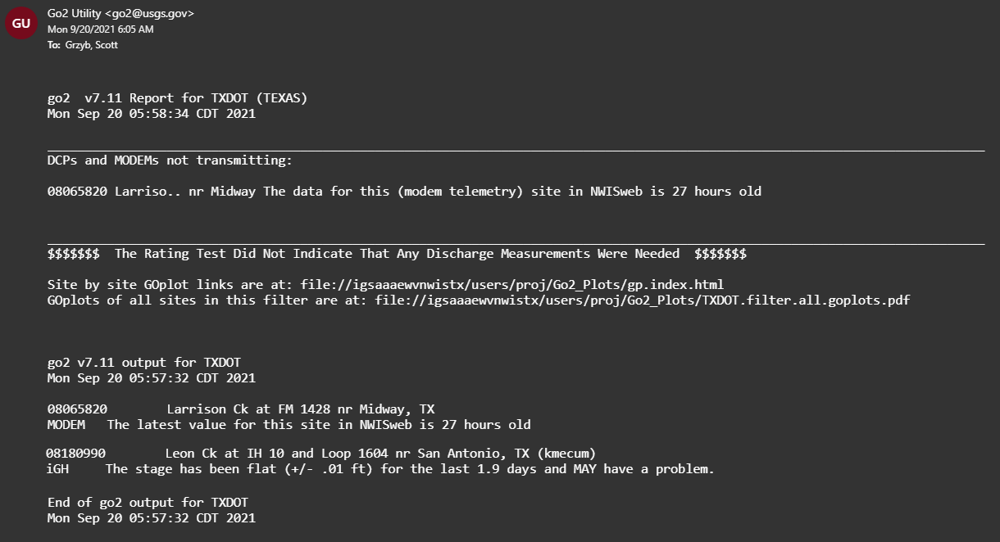 GU
Go2 Utility <go2@usgs.gov>
Mon 9/20/2021 6:05 AM
To: Grzyb, Scott
go2  v7.11 Report for TXDOT (TEXAS)
Mon Sep 20 05:58:34 CDT 2021
DCPs and MODEMs not transmitting:
08065820 Larriso.. nr Midway The data for this (modem telemetry) site in NWISweb is 27 hours old
$$$$$$$  The Rating Test Did Not Indicate That Any Discharge Measurements Were Needed  $$$$$$$
Site by site GOplot links are at: file://igsaaaewvnwistx/users/proj/Go2_Plots/gp.index.html
GOplots of all sites in this filter are at: file://igsaaaewvnwistx/users/proj/Go2_Plots/TXDOT.filter.all.goplots.pdf
go2 v7.11 output for TXDOT
Mon Sep 20 05:57:32 CDT 2021
08065820        Larrison Ck at FM 1428 nr Midway, TX
MODEM   The latest value for this site in NWISweb is 27 hours old
08180990        Leon Ck at IH 10 and Loop 1604 nr San Antonio, TX (kmecum)
iGH     The stage has been flat (+/- .01 ft) for the last 1.9 days and MAY have a problem.
End of go2 output for TXDOT
Mon Sep 20 05:57:32 CDT 2021